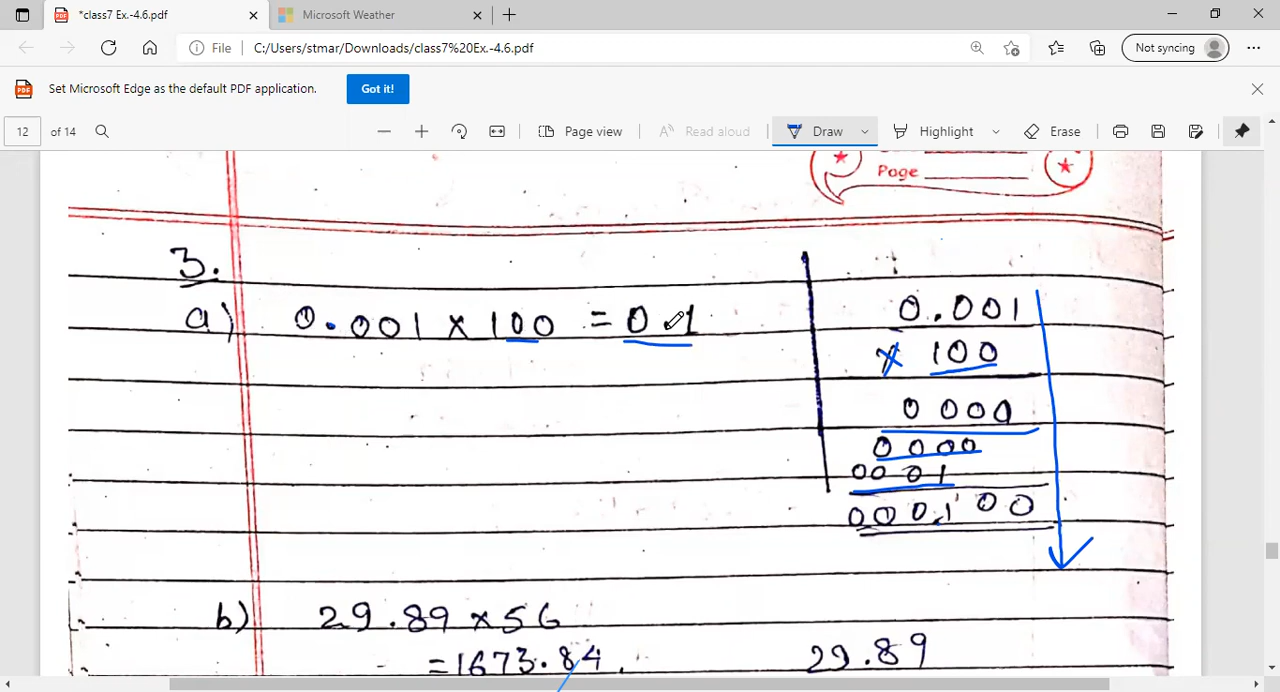 *class7 Ex.-4.6.pdf
Microsoft Weather
File
C:/Users/stmar/Downloads/class7%20Ex.-4.6.pdf
Not syncing
Set Microsoft Edge as the default PDF application.
Got it!
12 of 14
Page view
Read aloud
Draw
Highlight
Erase
Page
3.
a) 0.001 x 100 = 0.1
0.001
x 100
0000
0000
0001
000.100
b) 29.89 x 56
= 1673.84
29.89